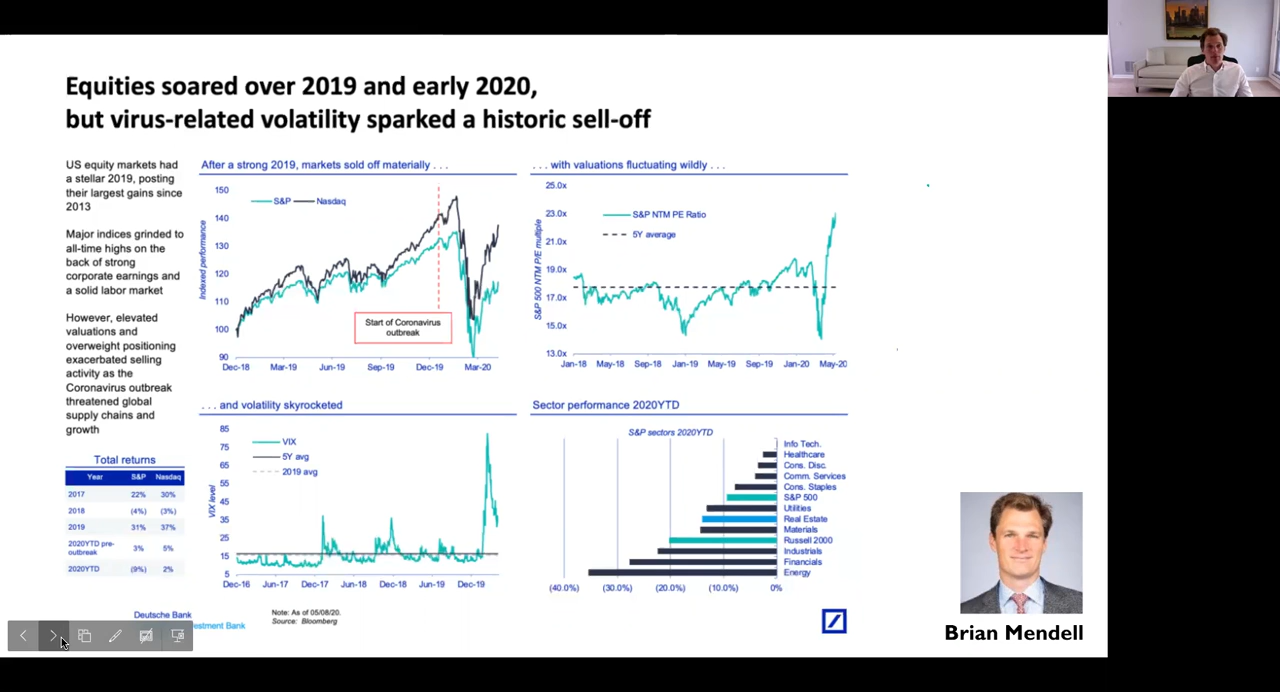 Equities soared over 2019 and early 2020,
but virus-related volatility sparked a historic sell-off
US equity markets had
a stellar 2019, posting
their largest gains since
2013
Major indices grinded to
all-time highs on the
back of strong
corporate earnings and
a solid labor market
However, elevated
valuations and
overweight positioning
exacerbated selling
activity as the
Coronavirus outbreak
threatened global
supply chains and
growth
Total returns
Year S&P Nasdaq
2017 22% 30%
2018 (4%) (3%)
2019 31% 37%
2020YTD pre-
outbreak 3% 5%
2020YTD (9%) 2%
After a strong 2019, markets sold off materially . . .
Indexed performance
150
140
130
120
110
100
90
S&P Nasdaq
Start of Coronavirus
outbreak
Dec-18 Mar-19 Jun-19 Sep-19 Dec-19 Mar-20
. . . with valuations fluctuating wildly . . .
S&P 500 NTM P/E multiple
25.0x
23.0x
21.0x
19.0x
17.0x
15.0x
13.0x
S&P NTM PE Ratio
5Y average
Jan-18 May-18 Sep-18 Jan-19 May-19 Sep-19 Jan-20 May-20
. . . and volatility skyrocketed
VIX level
85
75
65
55
45
35
25
15
5
VIX
5Y avg
2019 avg
Dec-16 Jun-17 Dec-17 Jun-18 Dec-18 Jun-19 Dec-19
Sector performance 2020YTD
S&P sectors 2020YTD
Info Tech.
Healthcare
Cons. Disc.
Comm. Services
Cons. Staples
S&P 500
Utilities
Real Estate
Materials
Russell 2000
Industrials
Financials
Energy
(40.0%) (30.0%) (20.0%) (10.0%) 0%
Deutsche Bank
estment Bank
Note: As of 05/08/20.
Source: Bloomberg
Brian Mendell